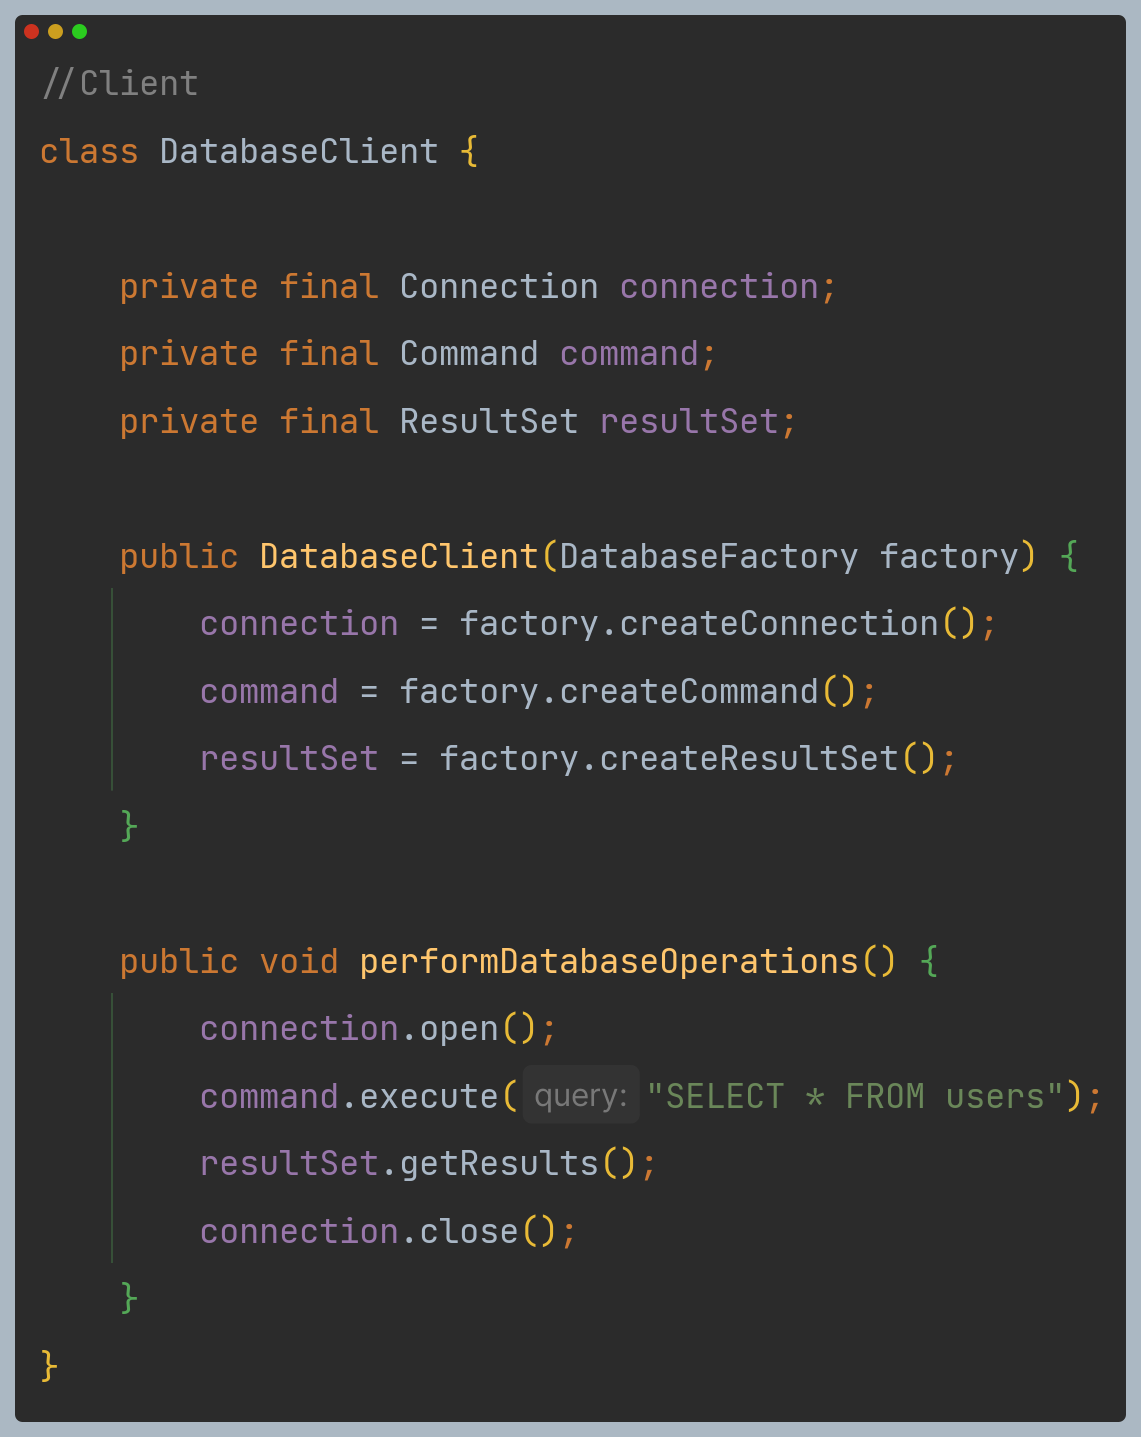 //Client
class DatabaseClient {
    private final Connection connection;
    private final Command command;
    private final ResultSet resultSet;
    public DatabaseClient(DatabaseFactory factory) {
        connection = factory.createConnection();
        command = factory.createCommand();
        resultSet = factory.createResultSet();
    }
    public void performDatabaseOperations() {
        connection.open();
        command.execute( query: "SELECT * FROM users");
        resultSet.getResults();
        connection.close();
    }
}